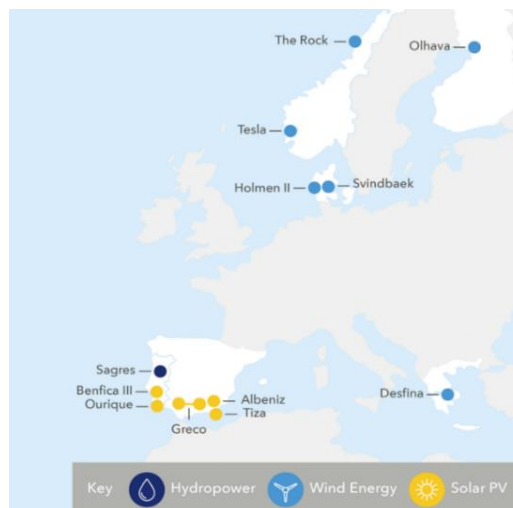 The Rock
Olhava
Tesla
Holmen II
Svindbaek
Sagres
Benfica III
Ourique
Albeniz
Tiza
Greco
Desfina
Key Hydropower Wind Energy Solar PV